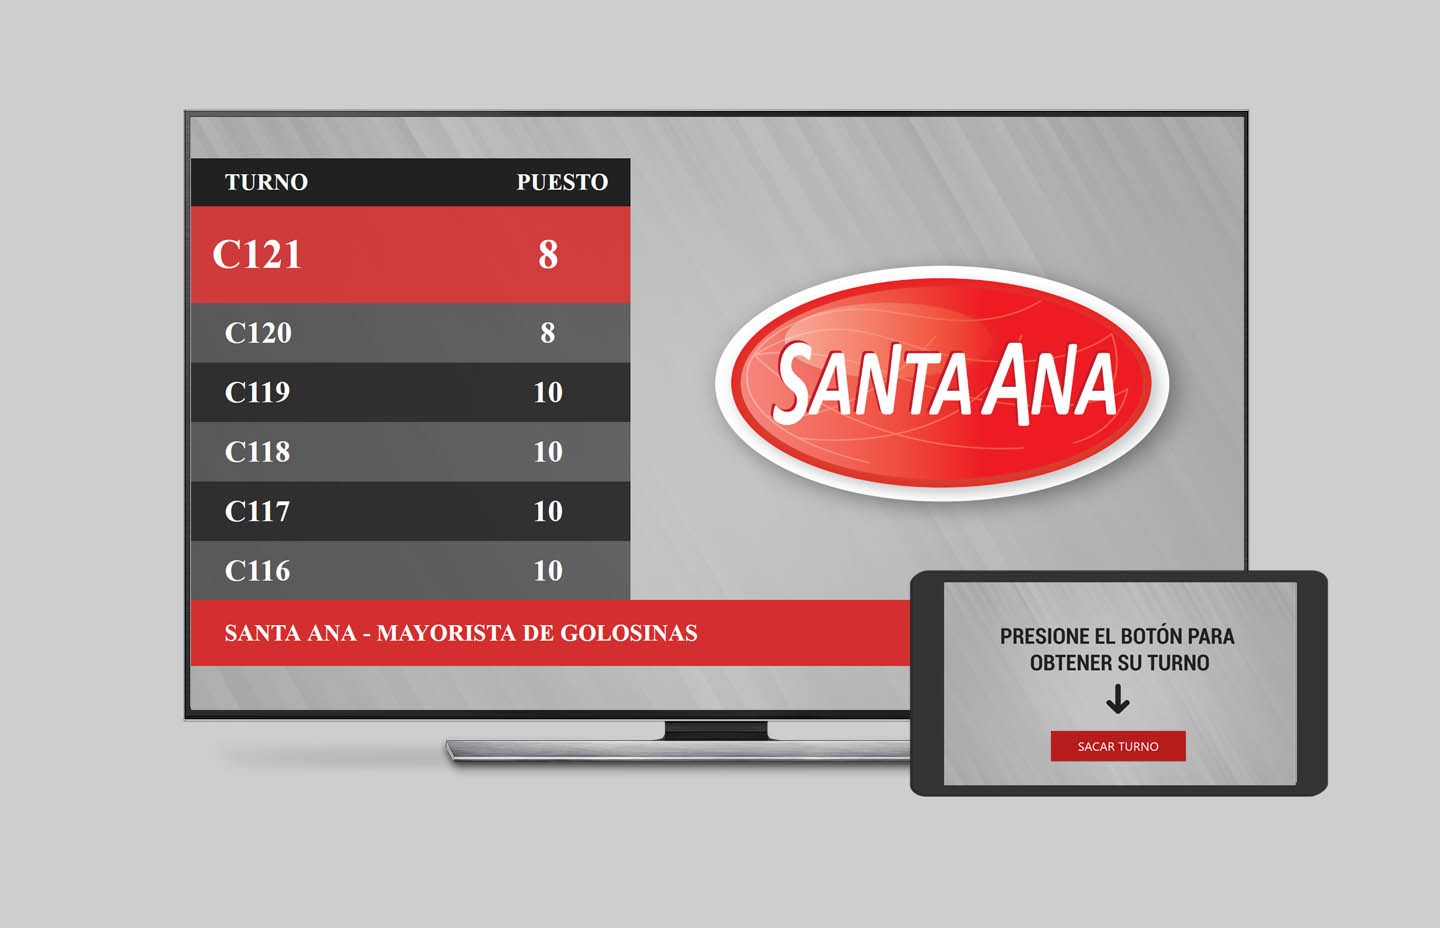 TURNO PUESTO
C121 8
C120 8
C119 10
C118 10
C117 10
C116 10
SANTA ANA - MAYORISTA DE GOLOSINAS
SANTA ANA
PRESIONE EL BOTÓN PARA
OBTENER SU TURNO
SACAR TURNO